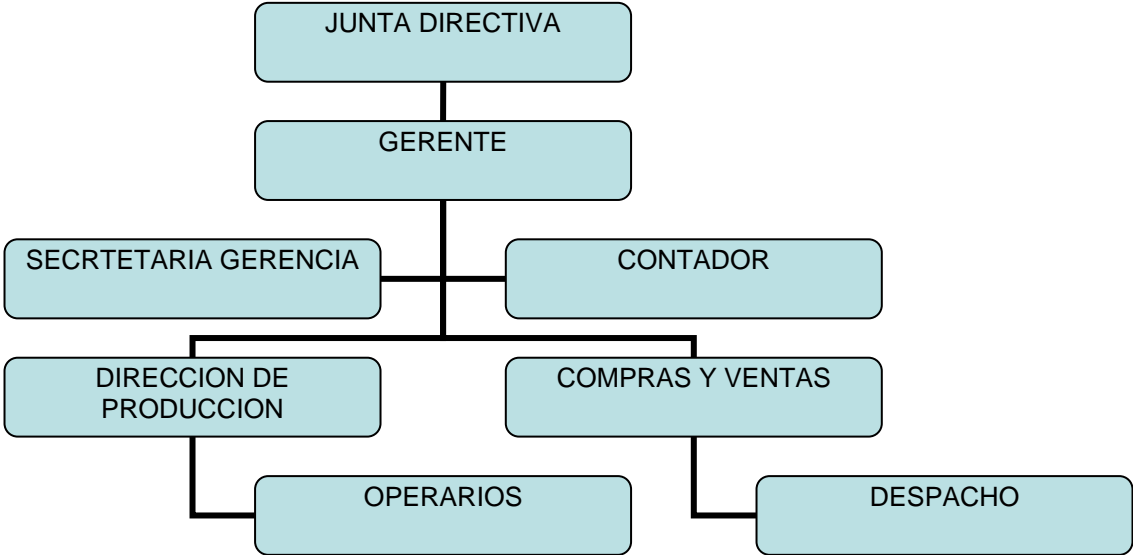 JUNTA DIRECTIVA
GERENTE
SECRTETARIA GERENCIA
CONTADOR
DIRECCION DE
PRODUCCION
COMPRAS Y VENTAS
OPERARIOS
DESPACHO